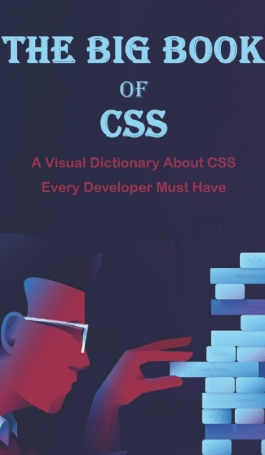 THE BIG BOOK
OF
CSS
A Visual Dictionary About CSS
Every Developer Must Have